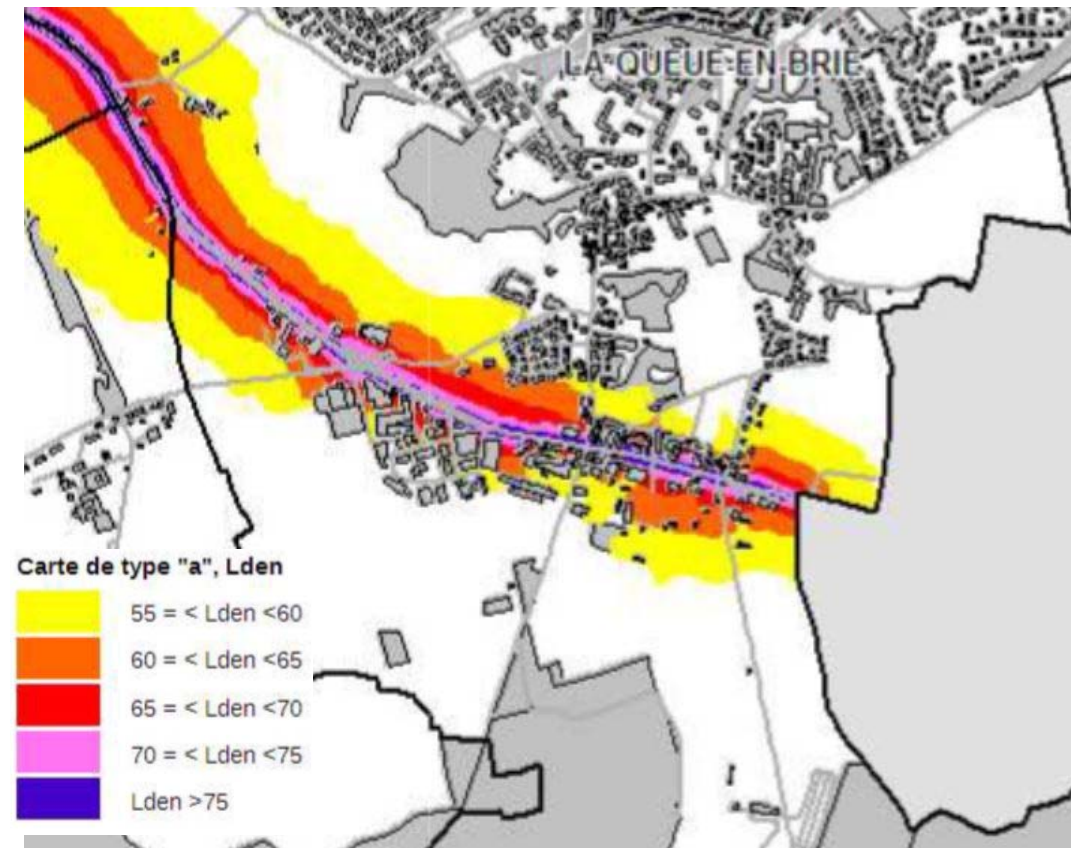 LA QUEUE-EN-BRIE
Carte de type "a", Lden
55 = < Lden <60
60 = < Lden <65
65 = < Lden <70
70 = < Lden <75
Lden >75